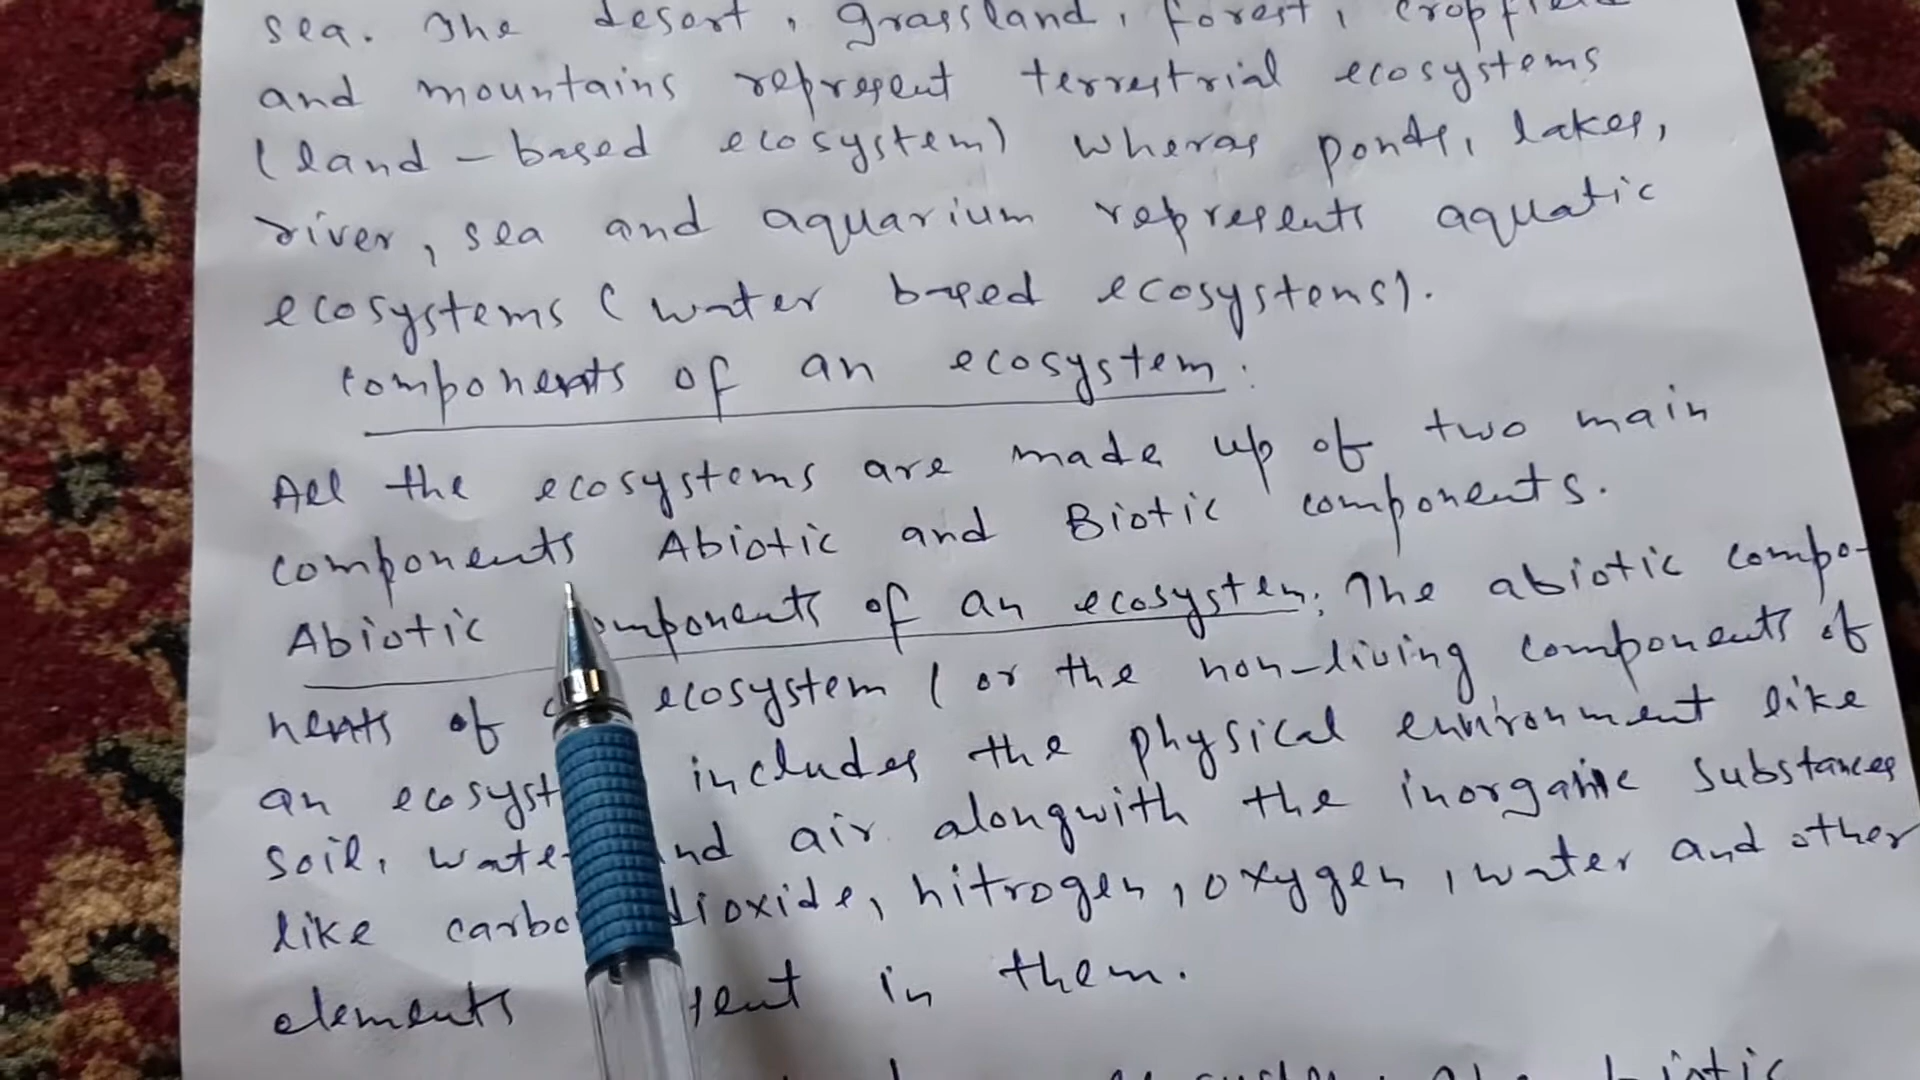 sea. The desert, grassland, forest, cropfield
and mountains represent terrestrial ecosystems
(land-based ecosystem) wheras ponds, lakes,
river, sea and aquarium represents aquatic
ecosystems (water based ecosystems).
components of an ecosystem:
All the ecosystems are made up of two main
components Abiotic and Biotic components.
Abiotic components of an ecosystem: The abiotic compo-
nents of ecosystem (or the non-living components of
an ecosyst includes the physical environment like
soil, water and air alongwith the inorganic substances
like carbon dioxide, nitrogen, oxygen, water and other
elements in them.